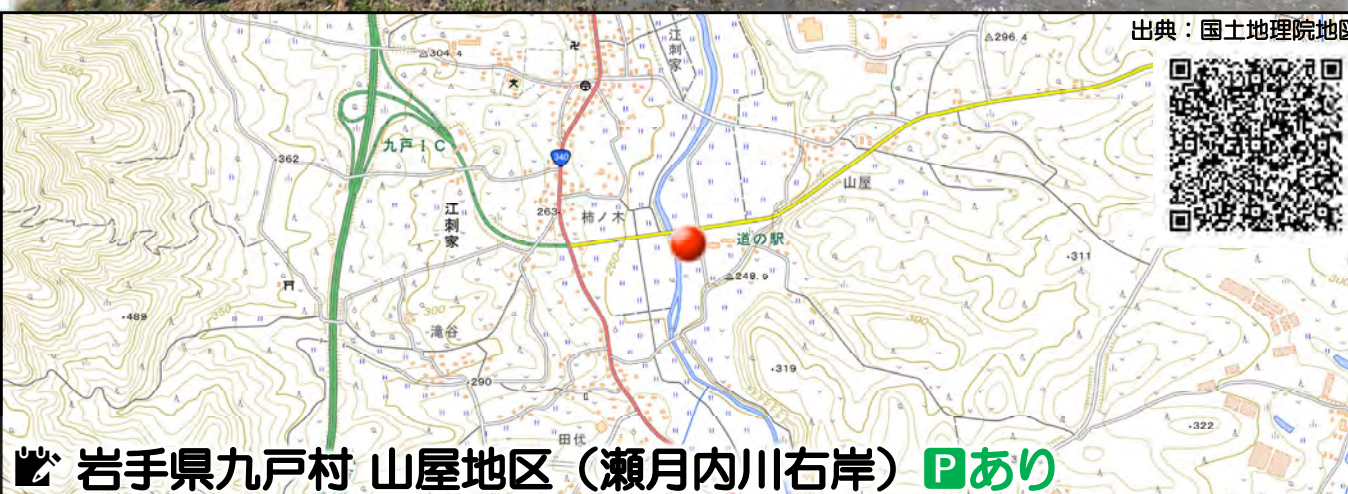 出典:国土地理院地図
江刺家
304.4
296.4
九戸IC
362
340
山屋
江刺家
263
柿ノ木
道の駅
311
248.9
489
300
滝谷
319
290
田代
322
岩手県九戸村 山屋地区(瀬月内川右岸) Pあり